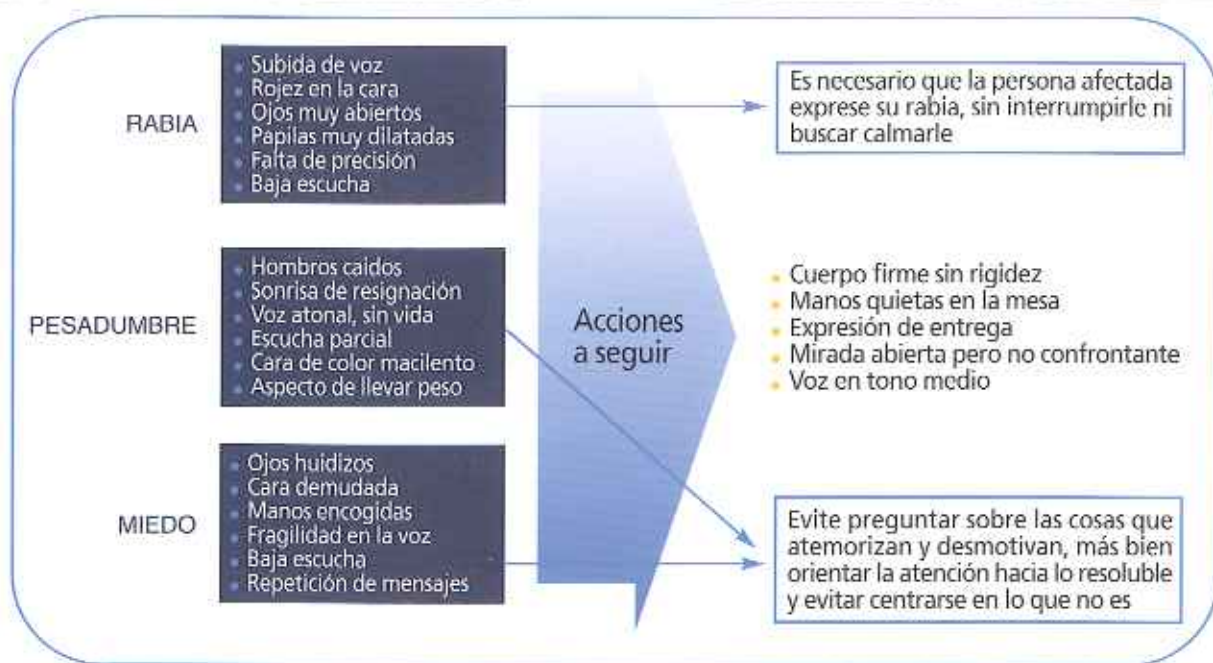 RABIA
Subida de voz
Rojez en la cara
Ojos muy abiertos
Papilas muy dilatadas
Falta de precisión
Baja escucha
Es necesario que la persona afectada
exprese su rabia, sin interrumpirle ni
buscar calmarle
PESADUMBRE
Hombros caidos
Sonrisa de resignación
Voz atonal, sin vida
Escucha parcial
Cara de color macilento
Aspecto de llevar peso
Acciones
a seguir
Cuerpo firme sin rigidez
Manos quietas en la mesa
Expresión de entrega
Mirada abierta pero no confrontante
Voz en tono medio
MIEDO
Ojos huidizos
Cara demudada
Manos encogidas
Fragilidad en la voz
Baja escucha
Repetición de mensajes
Evite preguntar sobre las cosas que
atemorizan y desmotivan, más bien
orientar la atención hacia lo resoluble
y evitar centrarse en lo que no es